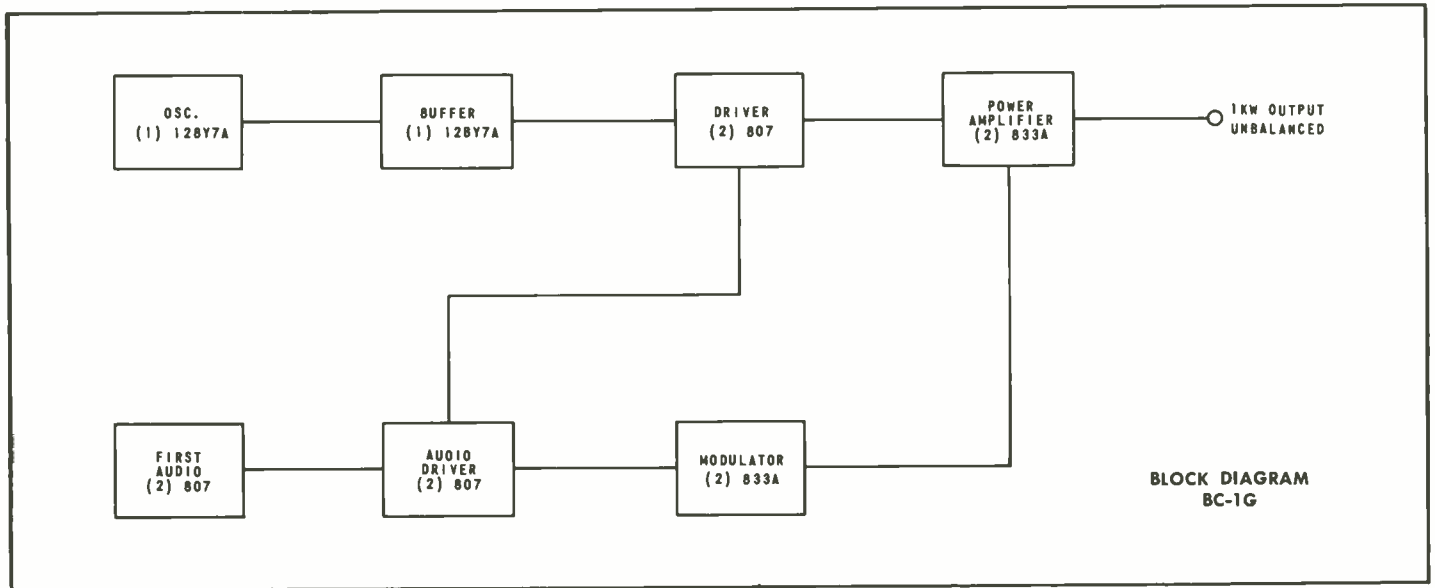 OSC.
(1) 12BY7A
BUFFER
(1) 12BY7A
DRIVER
(2) 807
POWER
AMPLIFIER
(2) 833A
1KW OUTPUT
UNBALANCED
FIRST
AUDIO
(2) 807
AUDIO
DRIVER
(2) 807
MODULATOR
(2) 833A
BLOCK DIAGRAM
BC-1G